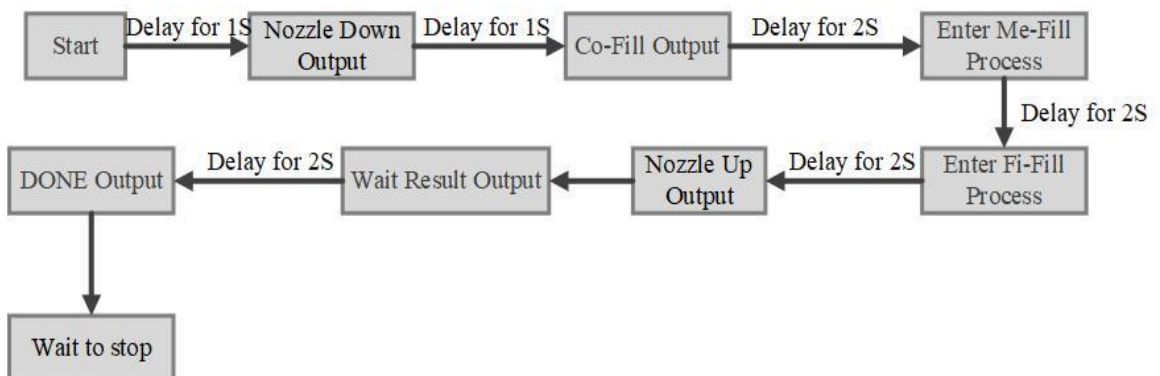 Start
Delay for 1S
Nozzle Down
Output
Delay for 1S
Co-Fill Output
Delay for 2S
Enter Me-Fill
Process
Delay for 2S
Enter Fi-Fill
Process
Delay for 2S
Nozzle Up
Output
Wait Result Output
Delay for 2S
DONE Output
Wait to stop